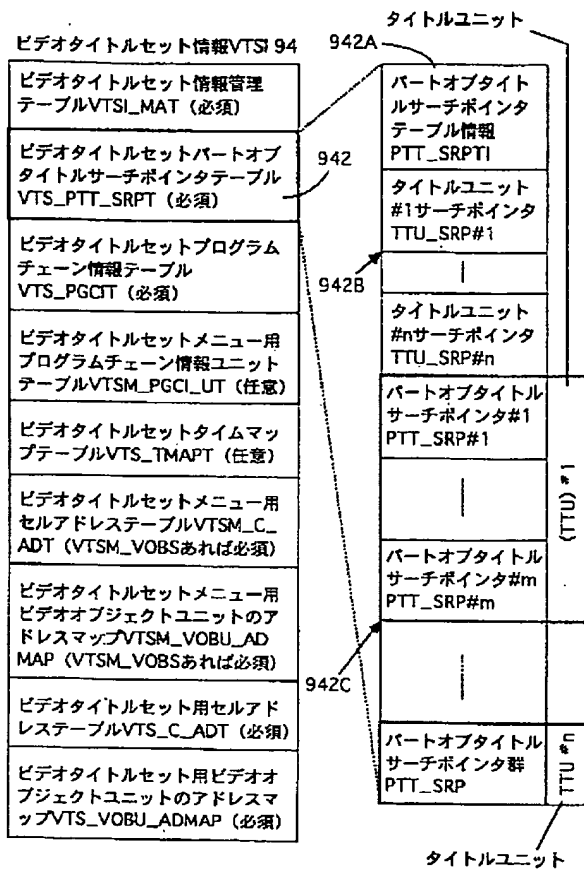 ビデオタイトルセット情報VTSI 94
ビデオタイトルセット情報管理
テーブルVTSI_MAT（必須）
ビデオタイトルセットパートオブ
タイトルサーチポインタテーブル
VTS_PTT_SRPT（必須）
ビデオタイトルセットプログラム
チェーン情報テーブル
VTS_PGCIT（必須）
ビデオタイトルセットメニュー用
プログラムチェーン情報ユニット
テーブルVTSM_PGCI_UT（任意）
ビデオタイトルセットタイムマッ
プテーブルVTS_TMAPT（任意）
ビデオタイトルセットメニュー用
セルアドレステーブルVTSM_C_
ADT（VTSM_VOBSあれば必須）
ビデオタイトルセットメニュー用
ビデオオブジェクトユニットのア
ドレスマップVTSM_VOBU_AD
MAP（VTSM_VOBSあれば必須）
ビデオタイトルセット用セルアド
レステーブルVTS_C_ADT（必須）
ビデオタイトルセット用ビデオオ
ブジェクトユニットのアドレスマ
ップVTS_VOBU_ADMAP（必須）
942
タイトルユニット
942A
パートオブタイト
ルサーチポインタ
テーブル情報
PTT_SRPTI
タイトルユニット
#1サーチポインタ
TTU_SRP#1
942B
タイトルユニット
#nサーチポインタ
TTU_SRP#n
パートオブタイトル
サーチポインタ#1
PTT_SRP#1
パートオブタイトル
サーチポインタ#m
PTT_SRP#m
(TTU)#1
942C
パートオブタイトル
サーチポインタ群
PTT_SRP
TTU#n
タイトルユニット